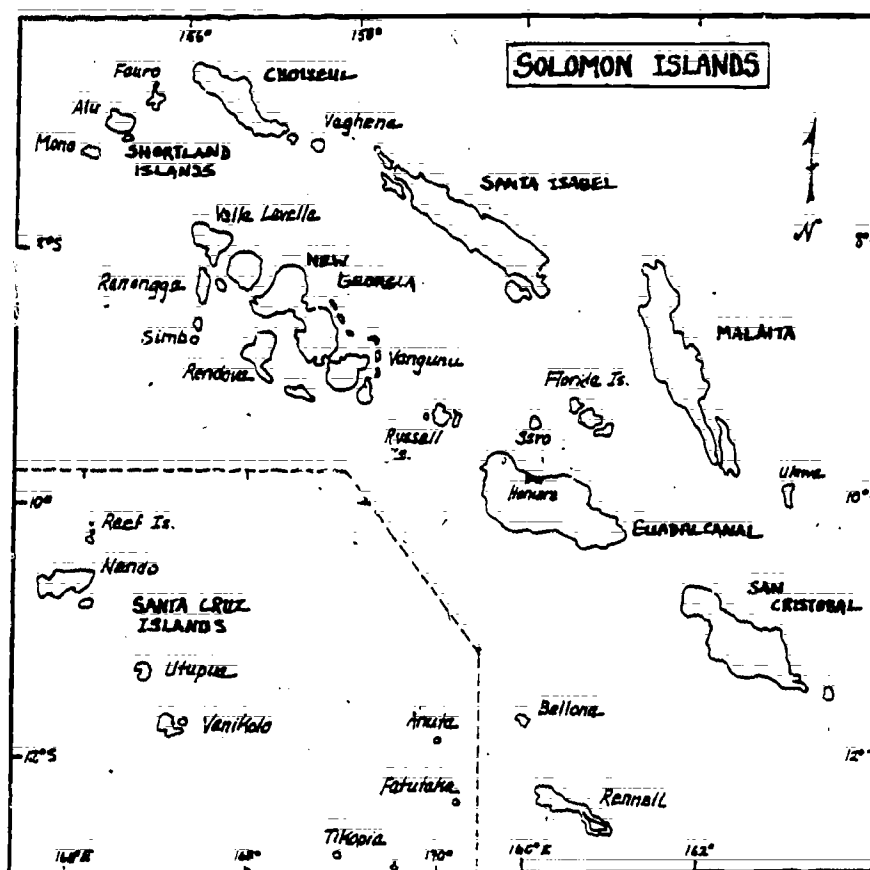 156° 158°
SOLOMON ISLANDS
Fauro
CHOISEUL
Alu
Vaghena
Mono
SHORTLAND
ISLANDS
SANTA ISABEL
Vella Lavella
N
8°S
NEW
GEORGIA
Ranongga
MALAITA
Simbo
Rendova
Vangunu
Florida Is.
Russell
Is.
Honiara
Ulawa
10° 10°
GUADALCANAL
Reef Is.
Nendo
SAN
CRISTOBAL
SANTA CRUZ
ISLANDS
Utupua
Vanikolo
Anuta
Bellona
12°S 12°
Fatutaka
Rennell
Tikopia
168° 170° 160°E 162°